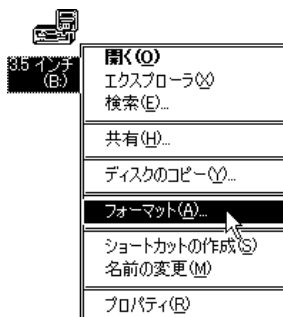 3.5 インチ
(B:)
開く(O)
エクスプローラ(X)
検索(E)...
共有(H)...
ディスクのコピー(Y)...
フォーマット(A)...
ショートカットの作成(S)
名前の変更(M)
プロパティ(R)